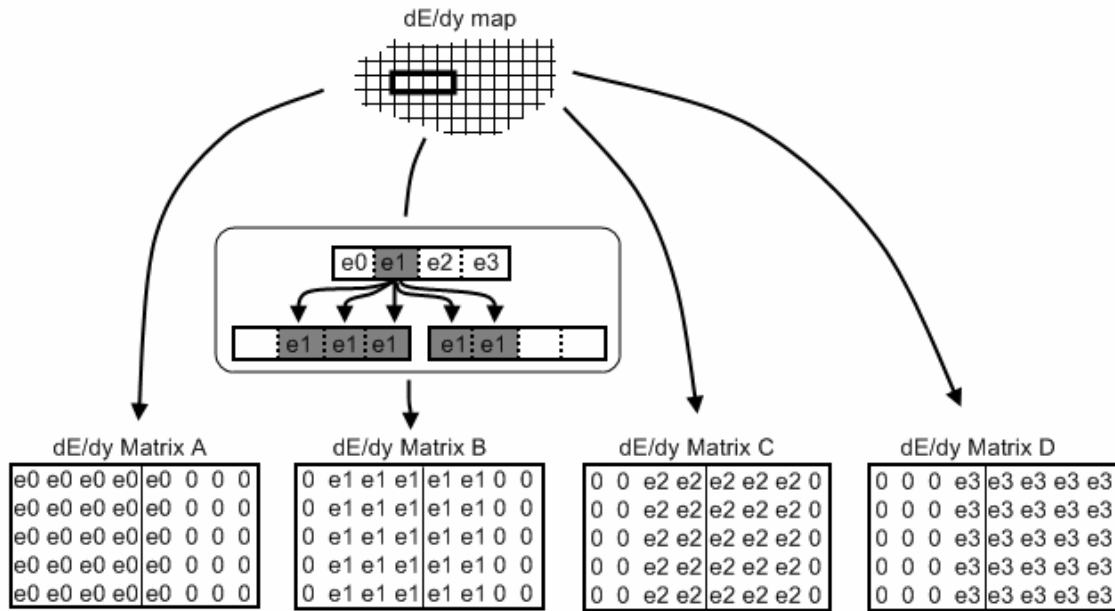 dE/dy map
e0 e1 e2 e3
e1 e1 e1 e1 e1
dE/dy Matrix A
e0 e0 e0 e0 e0 0 0 0
e0 e0 e0 e0 e0 0 0 0
e0 e0 e0 e0 e0 0 0 0
e0 e0 e0 e0 e0 0 0 0
e0 e0 e0 e0 e0 0 0 0
dE/dy Matrix B
0 e1 e1 e1 e1 e1 0 0
0 e1 e1 e1 e1 e1 0 0
0 e1 e1 e1 e1 e1 0 0
0 e1 e1 e1 e1 e1 0 0
0 e1 e1 e1 e1 e1 0 0
dE/dy Matrix C
0 0 e2 e2 e2 e2 e2 0
0 0 e2 e2 e2 e2 e2 0
0 0 e2 e2 e2 e2 e2 0
0 0 e2 e2 e2 e2 e2 0
0 0 e2 e2 e2 e2 e2 0
dE/dy Matrix D
0 0 0 e3 e3 e3 e3 e3
0 0 0 e3 e3 e3 e3 e3
0 0 0 e3 e3 e3 e3 e3
0 0 0 e3 e3 e3 e3 e3
0 0 0 e3 e3 e3 e3 e3